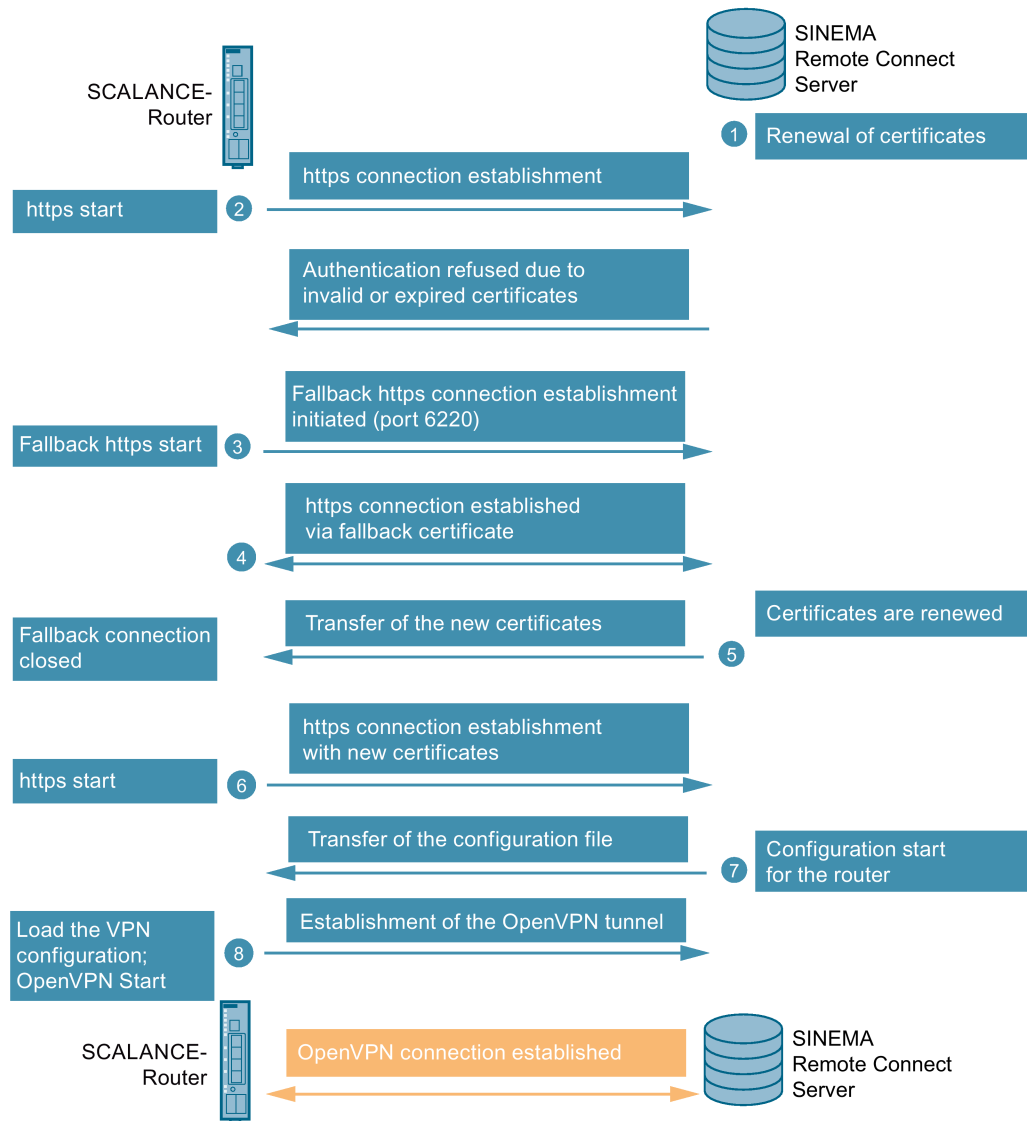 SINEMA
Remote Connect
Server
SCALANCE-
Router
1
Renewal of certificates
https connection establishment
https start
2
Authentication refused due to
invalid or expired certificates
Fallback https connection establishment
initiated (port 6220)
Fallback https start
3
https connection established
via fallback certificate
4
Certificates are renewed
Transfer of the new certificates
Fallback connection
closed
5
https connection establishment
with new certificates
https start
6
Transfer of the configuration file
7
Configuration start
for the router
Establishment of the OpenVPN tunnel
Load the VPN
configuration;
OpenVPN Start
8
SCALANCE-
Router
OpenVPN connection established
SINEMA
Remote Connect
Server